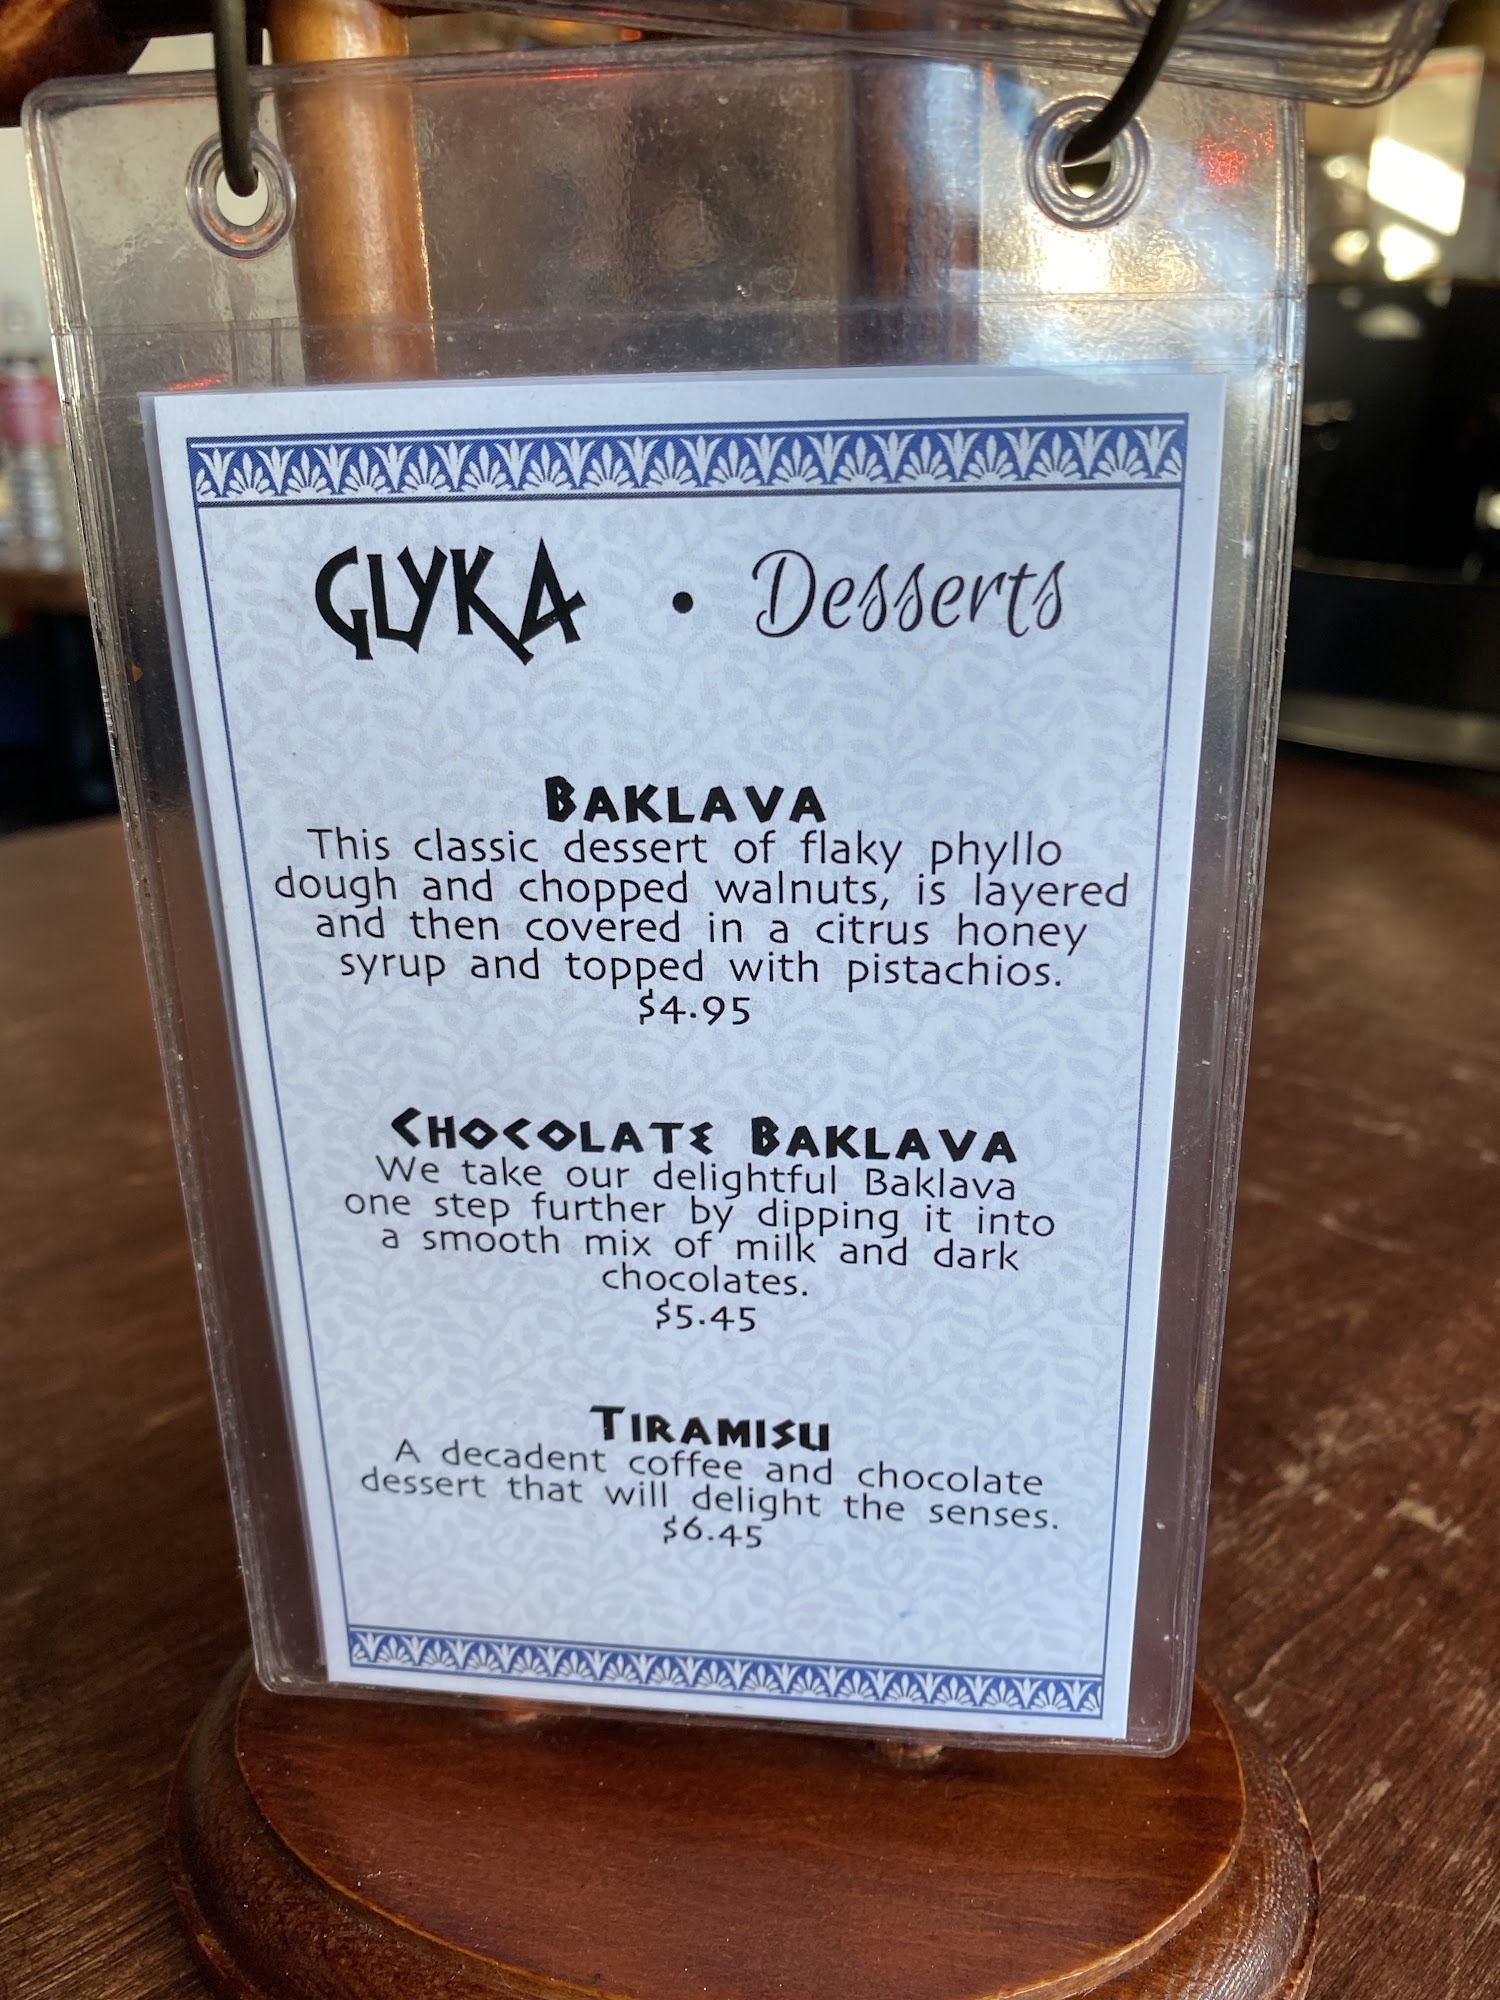 GLYKA • Desserts
BAKLAVA
This classic dessert of flaky phyllo
dough and chopped walnuts, is layered
and then covered in a citrus honey
syrup and topped with pistachios.
$4.95
CHOCOLATE BAKLAVA
We take our delightful Baklava
one step further by dipping it into
a smooth mix of milk and dark
chocolates.
$5.45
TIRAMISU
A decadent coffee and chocolate
dessert that will delight the senses.
$6.45